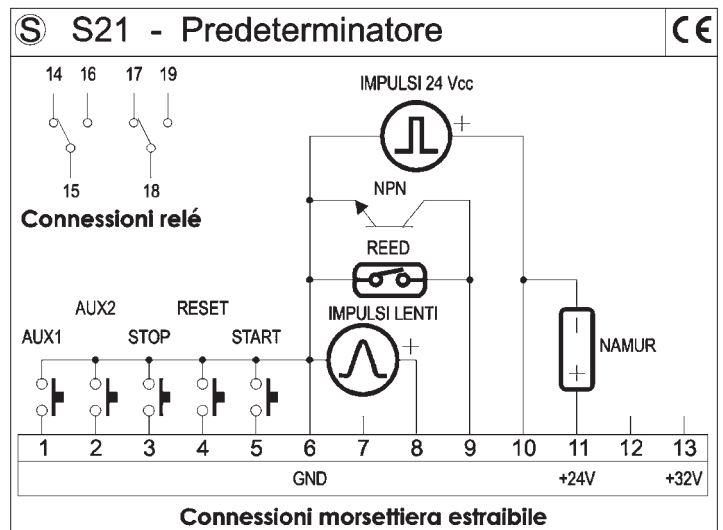 S S21 - Predeterminatore CE
14 16 17 19
IMPULSI 24 Vcc
+
15 18
NPN
Connessioni relé
REED
IMPULSI LENTI
AUX2 RESET
AUX1 STOP START
+
NAMUR
+
1 2 3 4 5 6 7 8 9 10 11 12 13
GND +24V +32V
Connessioni morsettiera estraibile